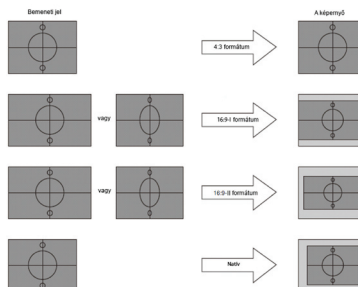 Bemeneti jel
A képernyő
4:3 formátum
vagy
16:9-I formátum
vagy
16:9-II formátum
Natív